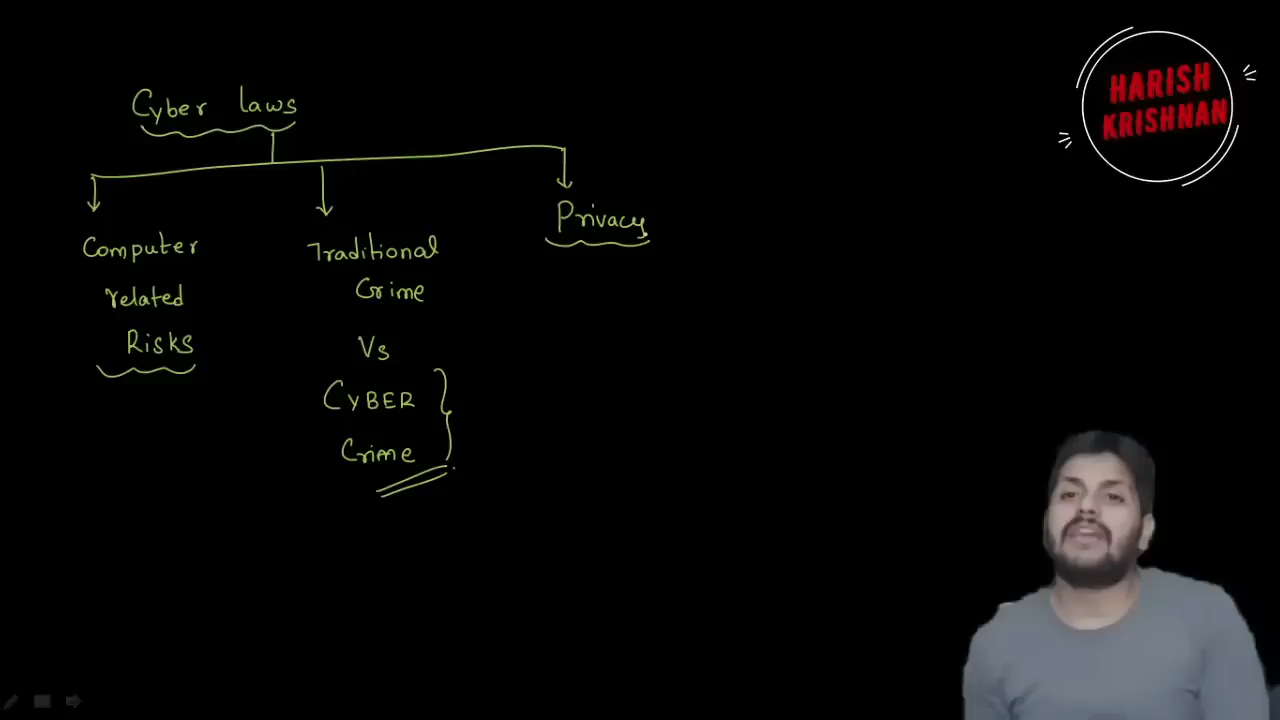 Cyber laws
Computer
related
Risks
Traditional
Crime
Vs
CYBER
Crime
Privacy
HARISH
KRISHNAN